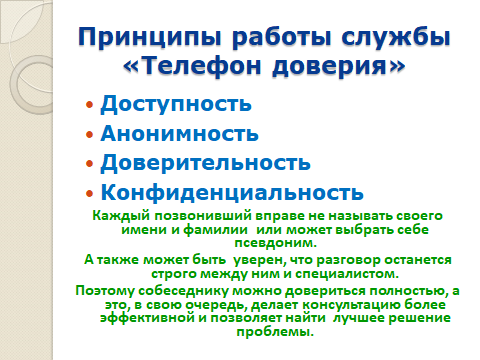 Принципы работы службы
«Телефон доверия»
Доступность
Анонимность
Доверительность
Конфиденциальность
Каждый позвонивший вправе не называть своего
имени и фамилии или может выбрать себе
псевдоним.
А также может быть уверен, что разговор останется
строго между ним и специалистом.
Поэтому собеседнику можно довериться полностью, а
это, в свою очередь, делает консультацию более
эффективной и позволяет найти лучшее решение
проблемы.